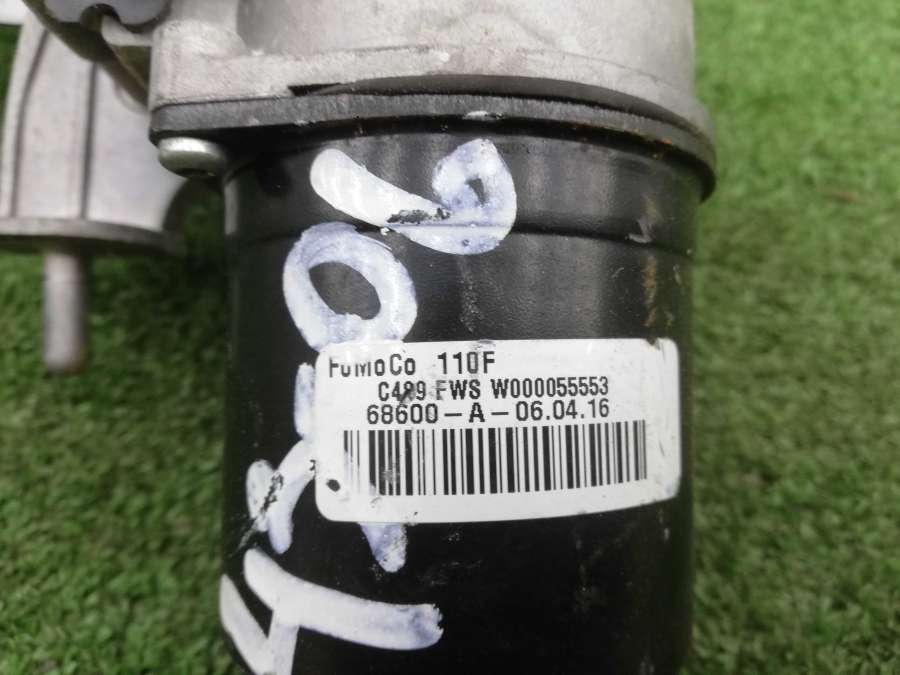 FoMoCo 110F
C489 FWS W000055553
68600-A-06.04.16